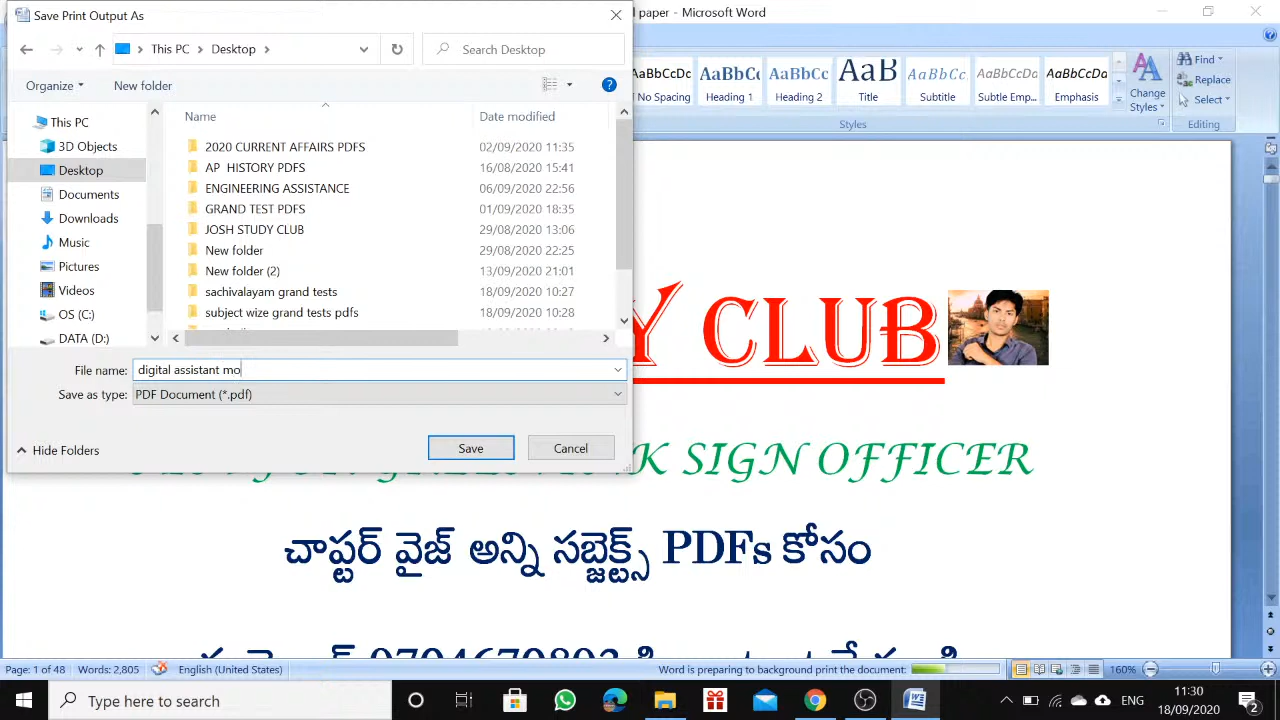 Save Print Output As
l paper - Microsoft Word
This PC > Desktop >
Search Desktop
Organize
New folder
Name
Date modified
This PC
3D Objects
Desktop
Documents
Downloads
Music
Pictures
Videos
OS (C:)
DATA (D:)
2020 CURRENT AFFAIRS PDFS 02/09/2020 11:35
AP HISTORY PDFS 16/08/2020 15:41
ENGINEERING ASSISTANCE 06/09/2020 22:56
GRAND TEST PDFS 01/09/2020 18:35
JOSH STUDY CLUB 29/08/2020 13:06
New folder 29/08/2020 22:25
New folder (2) 13/09/2020 21:01
sachivalayam grand tests 18/09/2020 10:27
subject wize grand tests pdfs 18/09/2020 10:28
File name: digital assistant mo
Save as type: PDF Document (*.pdf)
Hide Folders
Save
Cancel
AaBbCcDc AaBbCc AaBbCc AaB AaBbCc. AaBbCcDa AaBbCcDa
No Spacing Heading 1 Heading 2 Title Subtitle Subtle Emp... Emphasis
Change Styles
Styles
Find
Replace
Select
Editing
Y CLUB
K SIGN OFFICER
చాప్టర్ వైజ్ అన్ని సబ్జెక్ట్స్ PDFs కోసం
Page: 1 of 48 Words: 2,805 English (United States) Word is preparing to background print the document: 160%
Type here to search
ENG
11:30
18/09/2020
2